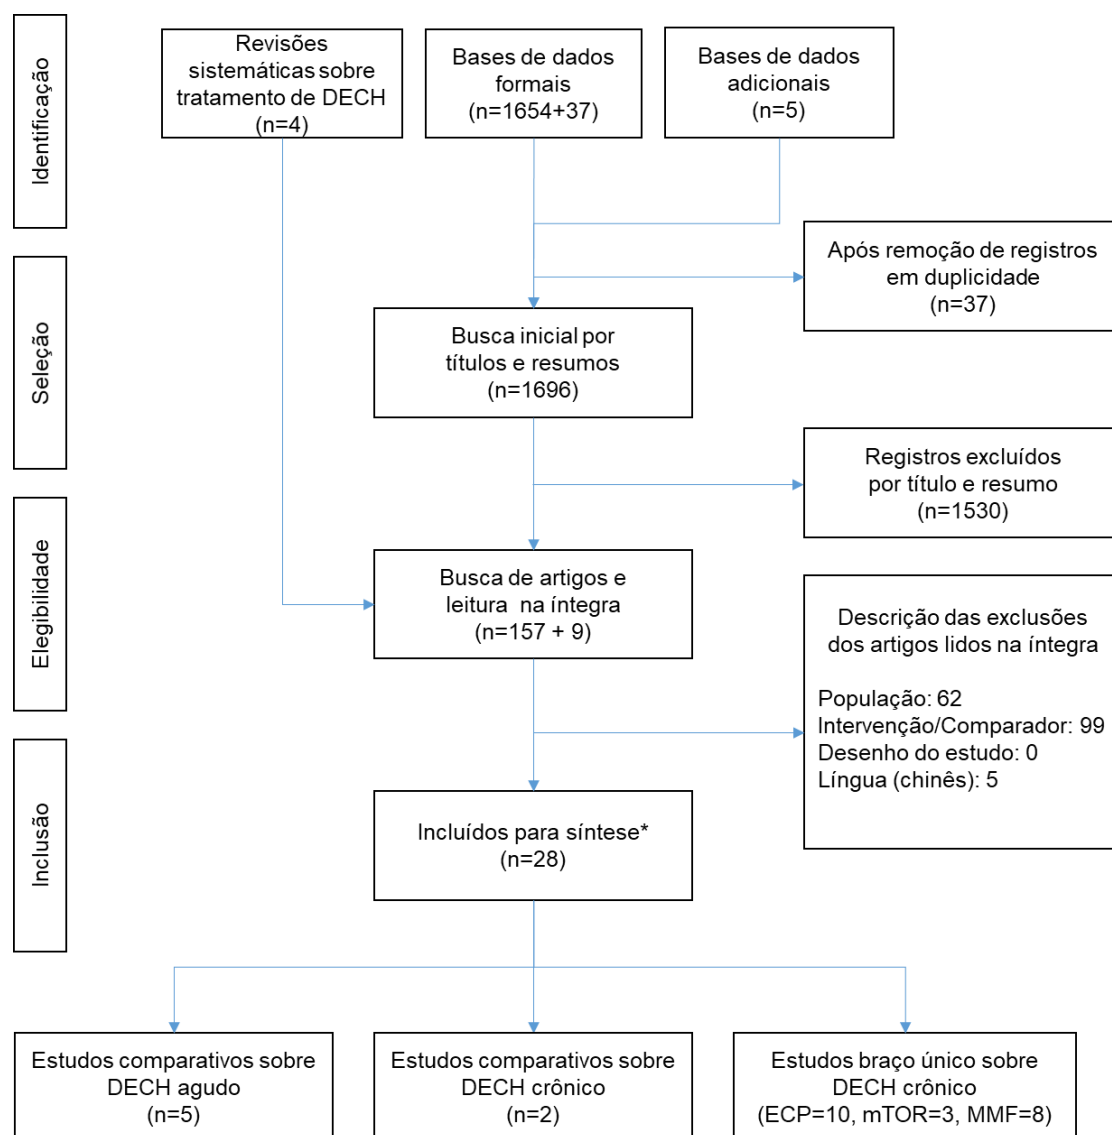 Identificação
Revisões
sistemáticas sobre
tratamento de DECH
(n=4)
Bases de dados
formais
(n=1654+37)
Bases de dados
adicionais
(n=5)
Após remoção de registros
em duplicidade
(n=37)
Seleção
Busca inicial por
títulos e resumos
(n=1696)
Registros excluídos
por título e resumo
(n=1530)
Elegibilidade
Busca de artigos e
leitura na íntegra
(n=157 + 9)
Descrição das exclusões
dos artigos lidos na íntegra
População: 62
Intervenção/Comparador: 99
Desenho do estudo: 0
Língua (chinês): 5
Inclusão
Incluídos para síntese*
(n=28)
Estudos comparativos sobre
DECH agudo
(n=5)
Estudos comparativos sobre
DECH crônico
(n=2)
Estudos braço único sobre
DECH crônico
(ECP=10, mTOR=3, MMF=8)